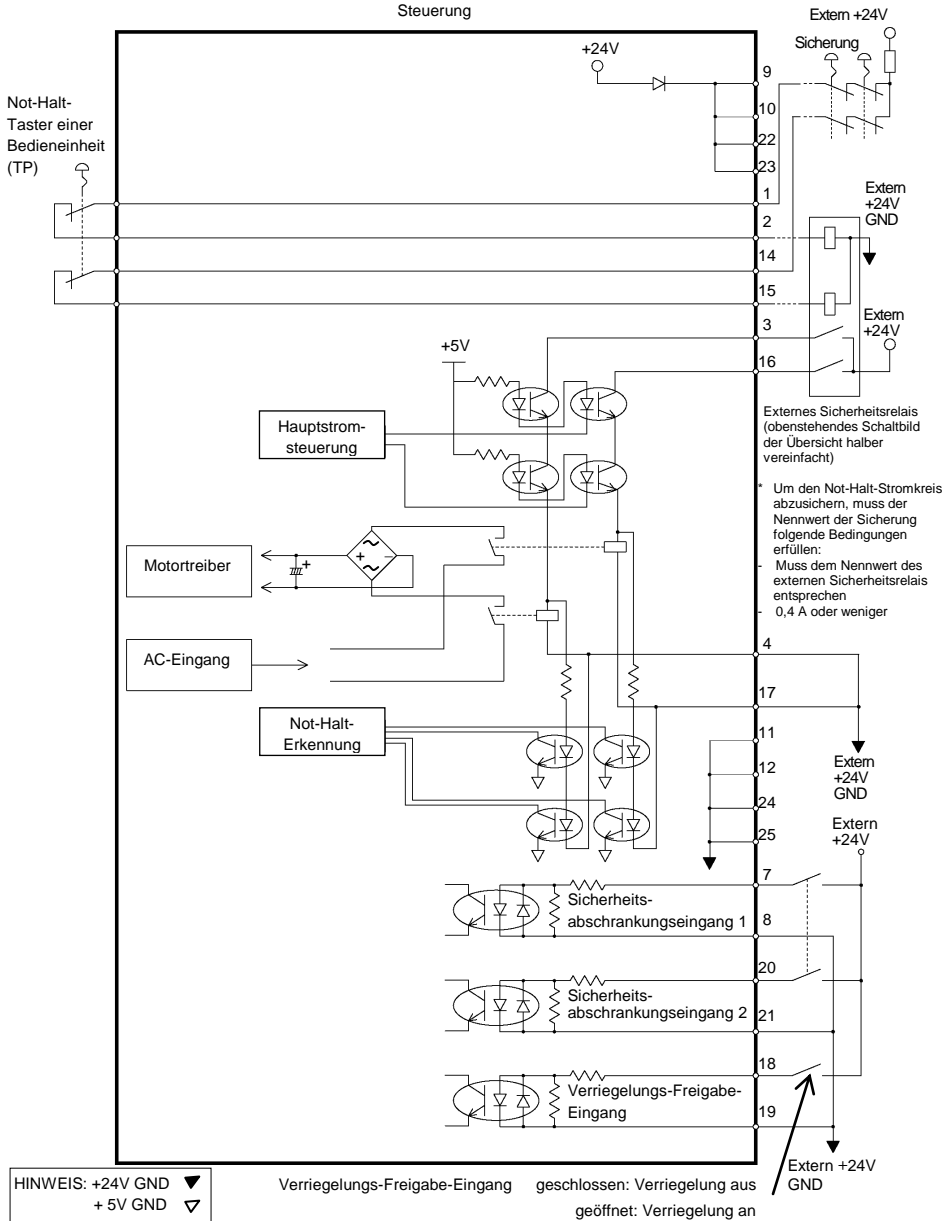 Steuerung
Extern +24V
Sicherung
+24V
9
10
22
23
Not-Halt-
Taster einer
Bedieneinheit
(TP)
1
2
14
15
Extern
+24V
GND
3
16
Extern
+24V
+5V
Hauptstrom-
steuerung
Externes Sicherheitsrelais
(obenstehendes Schaltbild
der Übersicht halber
vereinfacht)
* Um den Not-Halt-Stromkreis
abzusichern, muss der
Nennwert der Sicherung
folgende Bedingungen
erfüllen:
- Muss dem Nennwert des
externen Sicherheitsrelais
entsprechen
- 0,4 A oder weniger
Motortreiber
+
+
-
AC-Eingang
4
17
Not-Halt-
Erkennung
11
12
24
25
Extern
+24V
GND
Extern
+24V
7
Sicherheits-
abschrankungseingang 1
8
20
Sicherheits-
abschrankungseingang 2
21
18
Verriegelungs-Freigabe-
Eingang
19
Extern +24V
GND
HINWEIS: +24V GND
+ 5V GND
Verriegelungs-Freigabe-Eingang geschlossen: Verriegelung aus
geöffnet: Verriegelung an